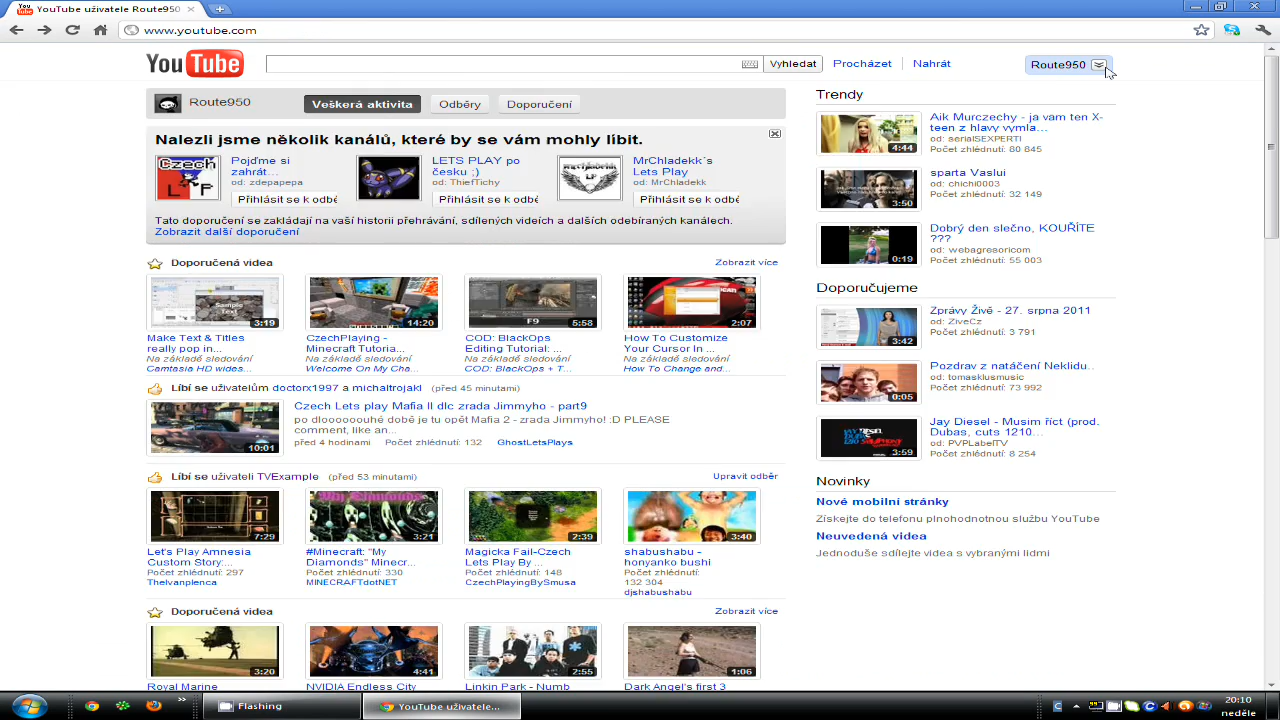 YouTube uživatele Route950
www.youtube.com
You Tube
Vyhledat
Procházet
Nahrát
Route950
Route950
Veškerá aktivita
Odběry
Doporučení
Nalezli jsme několik kanálů, které by se vám mohly líbit.
Czech
LP
Pojďme si
zahrát...
od: zdepapepa
Přihlásit se k odbě
LETS PLAY po
česku ;)
od: ThiefTichy
Přihlásit se k odbě
MrChladekk´s
Lets Play
od: MrChladekk
Přihlásit se k odbě
Tato doporučení se zakládají na vaší historii přehrávání, sdílených videích a dalších odebíraných kanálech.
Zobrazit další doporučení
Doporučená videa
Zobrazit více
Sample
Text
3:19
Make Text & Titles
really pop in...
Na základě sledování
Camtasia HD wides...
14:20
CzechPlaying -
Minecraft Tutoria...
Na základě sledování
Welcome On My Cha...
F9
5:58
COD: BlackOps
Editing Tutorial: ...
Na základě sledování
COD: BlackOps + T...
2:07
How To Customize
Your Cursor In ...
Na základě sledování
How To Change and...
Líbí se uživatelům doctorx1997 a michaltrojaki (před 45 minutami)
10:01
Czech Lets play Mafia II dlc zrada Jimmyho - part9
po dloooooouhé době je tu opět Mafia 2 - zrada Jimmyho! :D PLEASE
comment, like an...
před 4 hodinami
Počet zhlédnutí: 132
GhostLetsPlays
Líbí se uživateli TVExample (před 53 minutami)
Upravit odběr
7:29
Let's Play Amnesia
Custom Story:...
Počet zhlédnutí: 297
TheIvanplenca
My Diamonds
3:21
#Minecraft: "My
Diamonds" Minecr...
Počet zhlédnutí: 330
MINECRAFTdotNET
2:39
Magicka Fail-Czech
Lets Play By ...
Počet zhlédnutí: 148
CzechPlayingBySmusa
3:40
shabushabu -
honyanko bushi
Počet zhlédnutí:
132 304
djshabushabu
Doporučená videa
Zobrazit více
3:20
Royal Marine
4:41
NVIDIA Endless City
2:55
Linkin Park - Numb
1:06
Dark Angel's first 3
Trendy
4:44
Aik Murczechy - ja vam ten X-
teen z hlavy vymla...
od: serialSEXPERTI
Počet zhlédnutí: 80 845
3:50
sparta Vaslui
od: chichi0003
Počet zhlédnutí: 32 149
0:19
Dobrý den slečno, KOUŘÍTE
???
od: webagresoricom
Počet zhlédnutí: 55 003
Doporučujeme
3:42
Zprávy Živě - 27. srpna 2011
od: ZiveCz
Počet zhlédnutí: 3 791
0:05
Pozdrav z natáčení Neklidu..
od: tomasklusmusic
Počet zhlédnutí: 73 992
3:59
Jay Diesel - Musim říct (prod.
Dubas, cuts 1210...
od: PVPLabelTV
Počet zhlédnutí: 8 254
Novinky
Nové mobilní stránky
Získejte do telefonu plnohodnotnou službu YouTube
Neuvedená videa
Jednoduše sdílejte videa s vybranými lidmi
Flashing
YouTube uživatele...
20:10
neděle